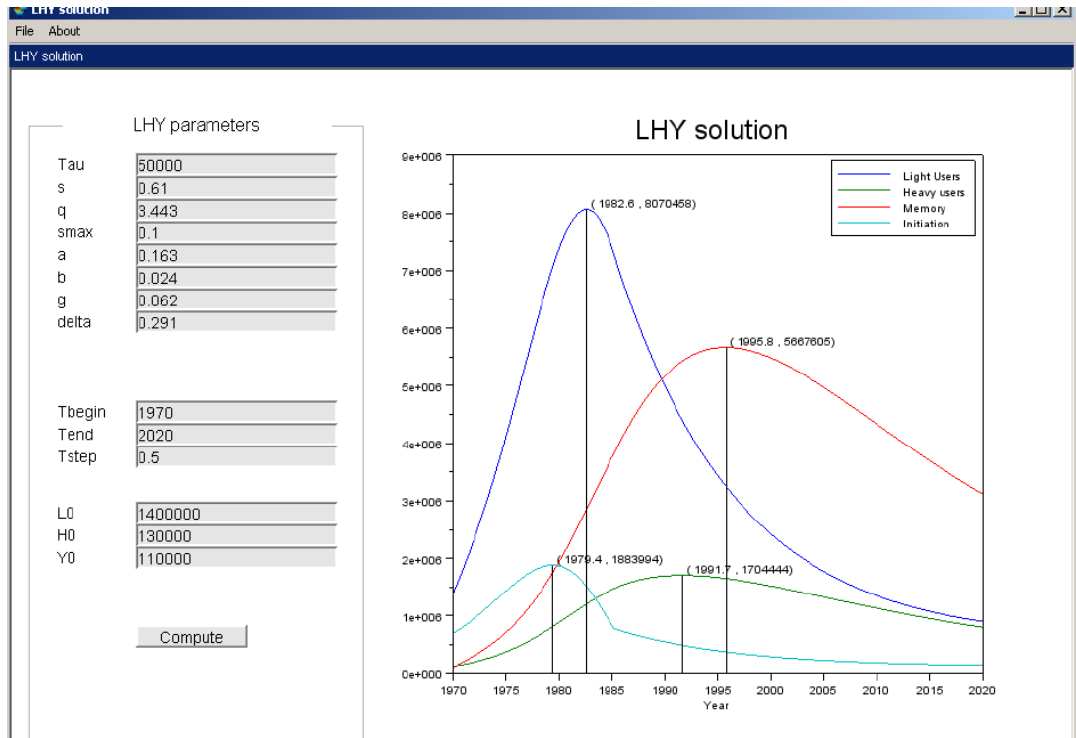 LHY solution
File About
LHY solution
LHY parameters
Tau 50000
s 0.61
q 3.443
smax 0.1
a 0.163
b 0.024
g 0.062
delta 0.291
Tbegin 1970
Tend 2020
Tstep 0.5
L0 1400000
H0 130000
Y0 110000
Compute
LHY solution
9e+006
8e+006
7e+006
6e+006
5e+006
4e+006
3e+006
2e+006
1e+006
0e+000
Light Users
Heavy users
Memory
Initiation
( 1982.6 , 8070458)
( 1995.8 , 5667605)
( 1979.4 , 1883994)
( 1991.7 , 1704444)
1970 1975 1980 1985 1990 1995 2000 2005 2010 2015 2020
Year